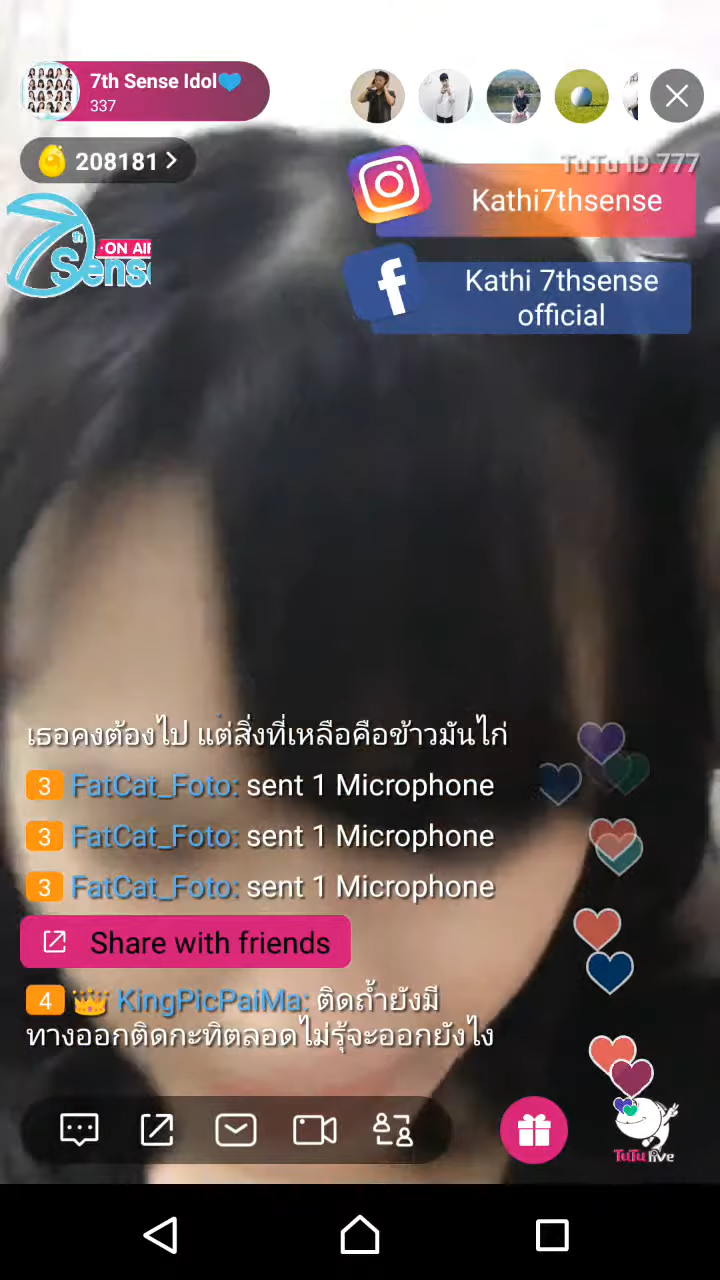 7th Sense Idol
337
208181
TuTu ID 777
Kathi7thsense
7th
·ON AIR
Sense
Kathi 7thsense
official
เธอคงต้องไป แต่สิ่งที่เหลือคือข้าวมันไก่
3 FatCat_Foto: sent 1 Microphone
3 FatCat_Foto: sent 1 Microphone
3 FatCat_Foto: sent 1 Microphone
Share with friends
4 KingPicPaiMa: ติดถ้ำยังมี
ทางออกติดกะทิตลอดไม่รุ้จะออกยังไง
TuTu live